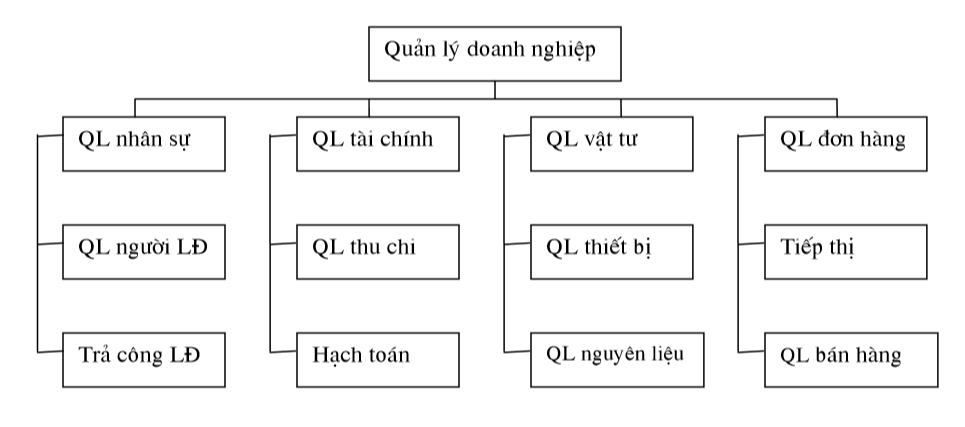 Quản lý doanh nghiệp
QL nhân sự
QL tài chính
QL vật tư
QL đơn hàng
QL người LĐ
QL thu chi
QL thiết bị
Tiếp thị
Trả công LĐ
Hạch toán
QL nguyên liệu
QL bán hàng